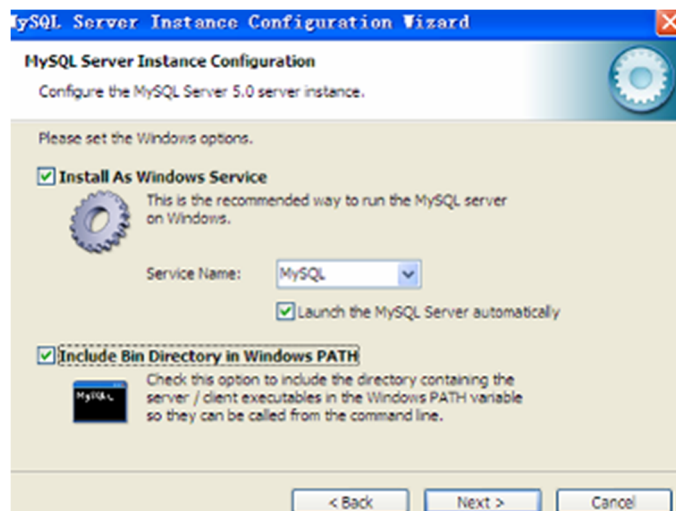 MySQL Server Instance Configuration Wizard
MySQL Server Instance Configuration
Configure the MySQL Server 5.0 server instance.
Please set the Windows options.
Install As Windows Service
This is the recommended way to run the MySQL server
on Windows.
Service Name: MySQL
Launch the MySQL Server automatically
Include Bin Directory in Windows PATH
Check this option to include the directory containing the
server / client executables in the Windows PATH variable
so they can be called from the command line.
< Back Next > Cancel